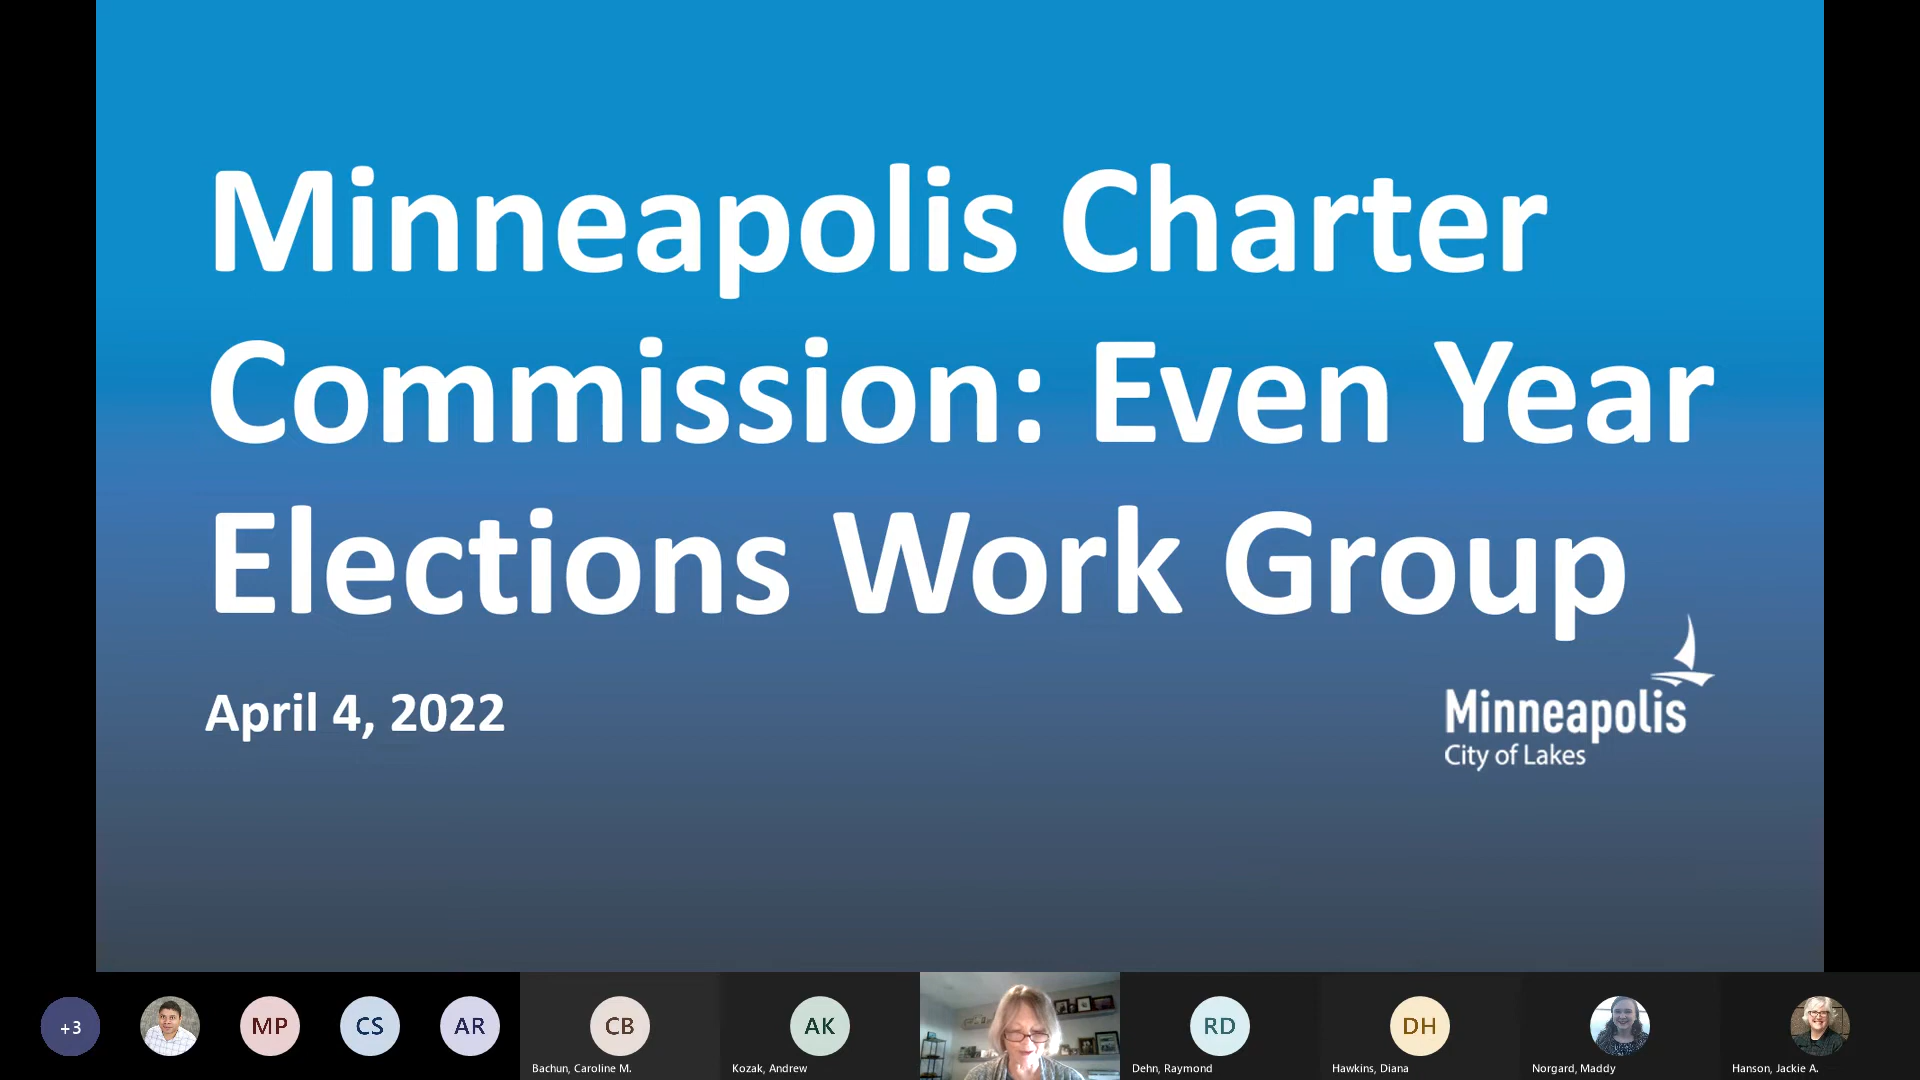 Minneapolis Charter
Commission: Even Year
Elections Work Group
April 4, 2022
Minneapolis
City of Lakes
+3
MP
CS
AR
CB
AK
RD
DH
Bachun, Caroline M.
Kozak, Andrew
Dehn, Raymond
Hawkins, Diana
Norgard, Maddy
Hanson, Jackie A.